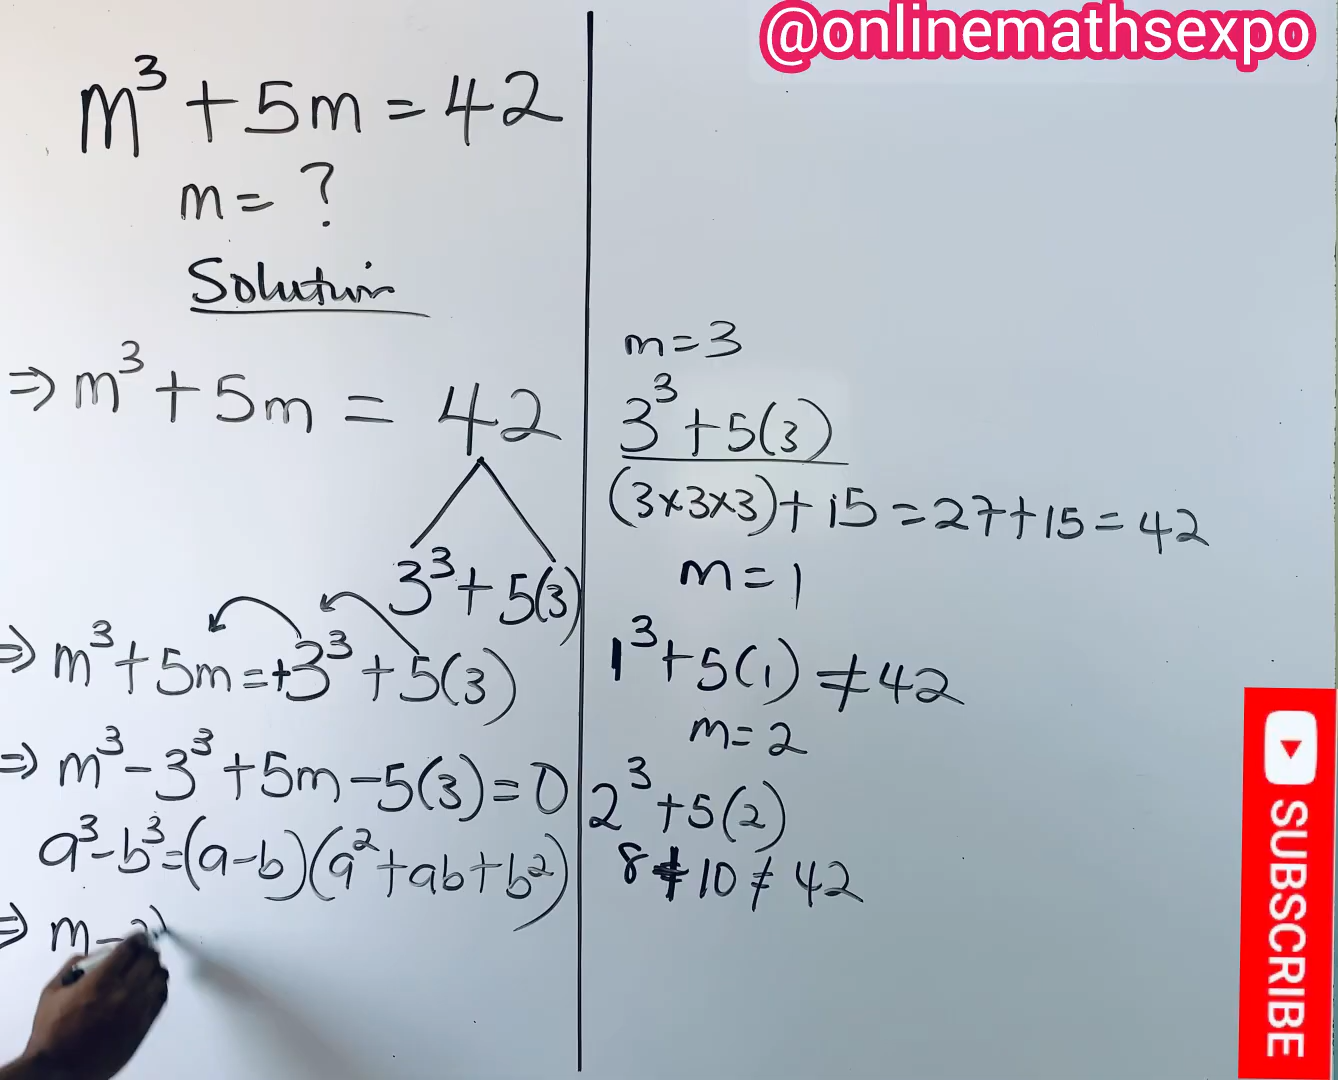 @onlinemathsexpo
m³ + 5m = 42
m = ?
Solution
⇒ m³ + 5m = 42
3³ + 5(3)
⇒ m³ + 5m = +3³ + 5(3)
⇒ m³ - 3³ + 5m - 5(3) = 0
a³ - b³ = (a - b)(a² + ab + b²)
⇒ m -
m = 3
3³ + 5(3)
(3×3×3) + 15 = 27 + 15 = 42
m = 1
1³ + 5(1) ≠ 42
m = 2
2³ + 5(2)
8 + 10 ≠ 42
SUBSCRIBE